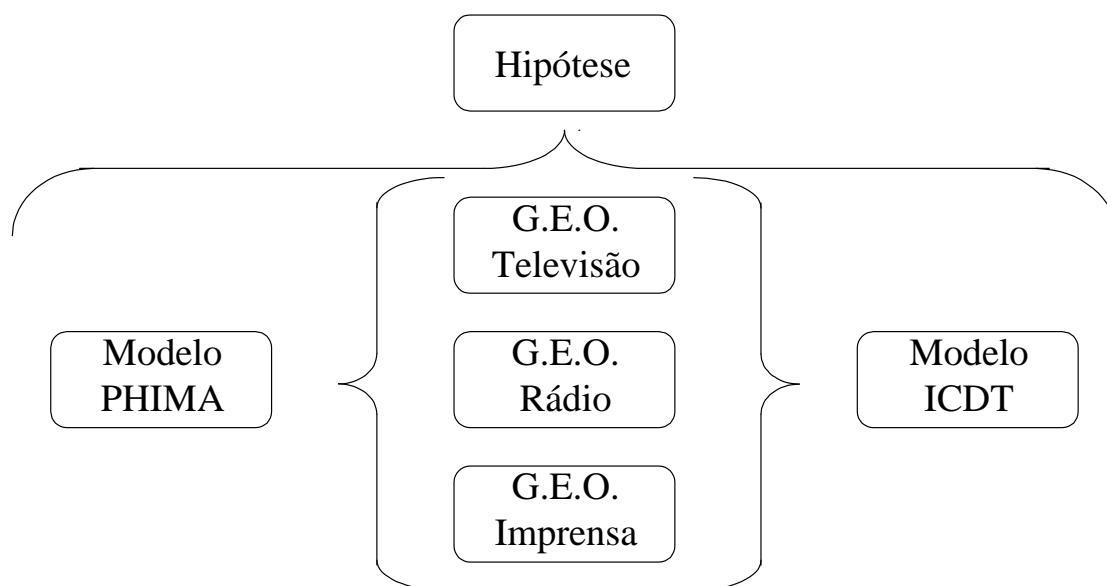 Hipótese
G.E.O.
Televisão
Modelo
PHIMA
G.E.O.
Rádio
Modelo
ICDT
G.E.O.
Imprensa